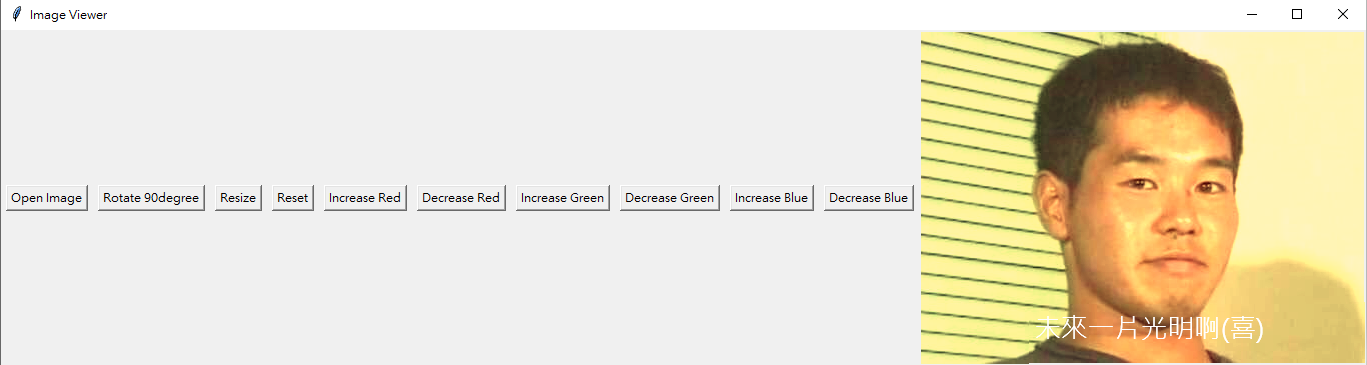 Image Viewer
Open Image Rotate 90degree Resize Reset Increase Red Decrease Red Increase Green Decrease Green Increase Blue Decrease Blue
未來一片光明啊(喜)